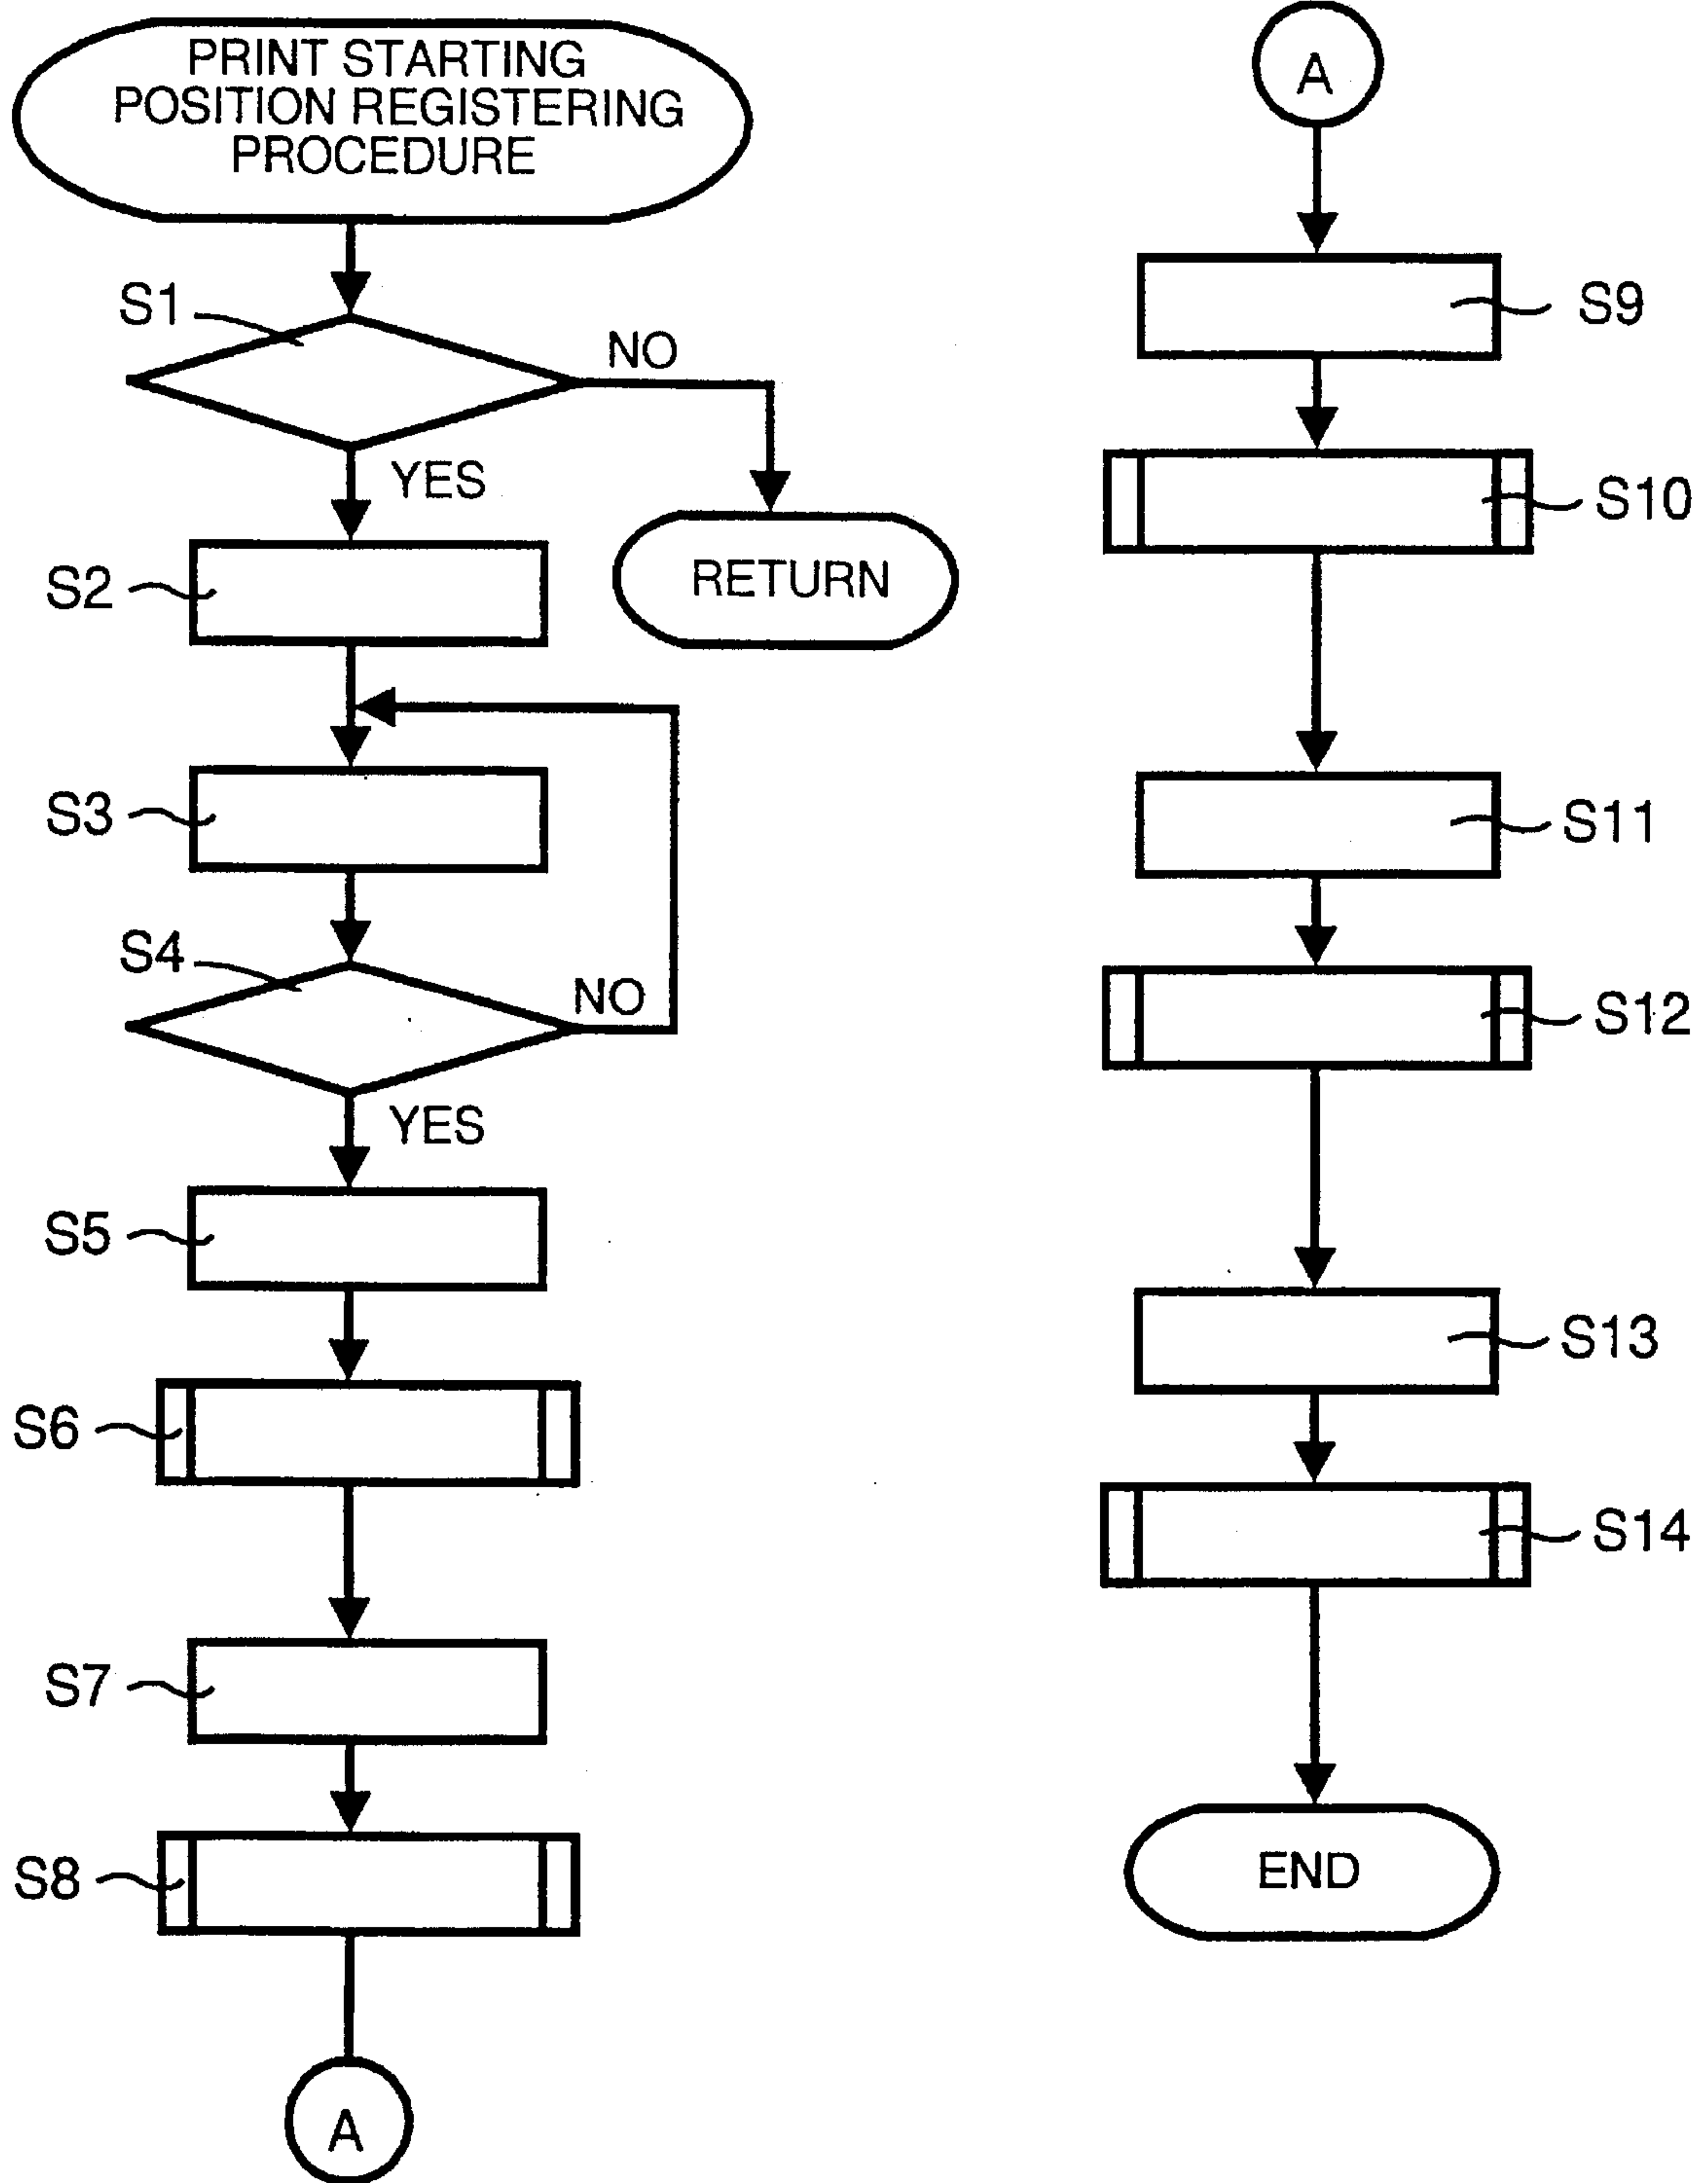 PRINT STARTING
POSITION REGISTERING
PROCEDURE
S1
NO
YES
RETURN
S2
S3
S4
NO
YES
S5
S6
S7
S8
A
A
S9
S10
S11
S12
S13
S14
END